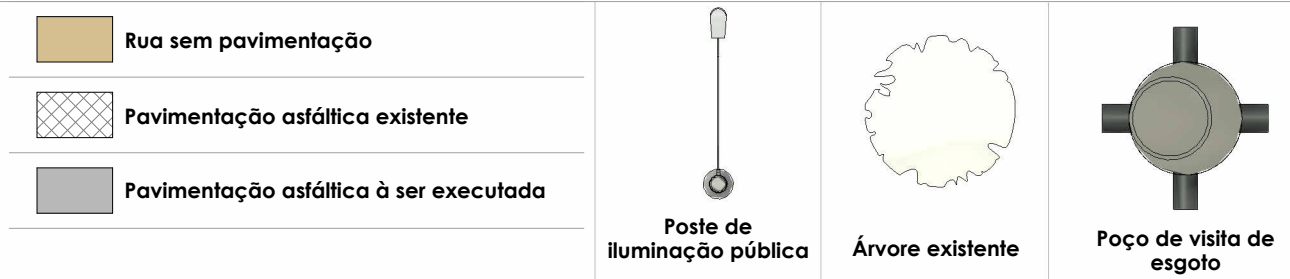 Rua sem pavimentação
Pavimentação asfáltica existente
Pavimentação asfáltica à ser executada
Poste de
iluminação pública
Árvore existente
Poço de visita de
esgoto